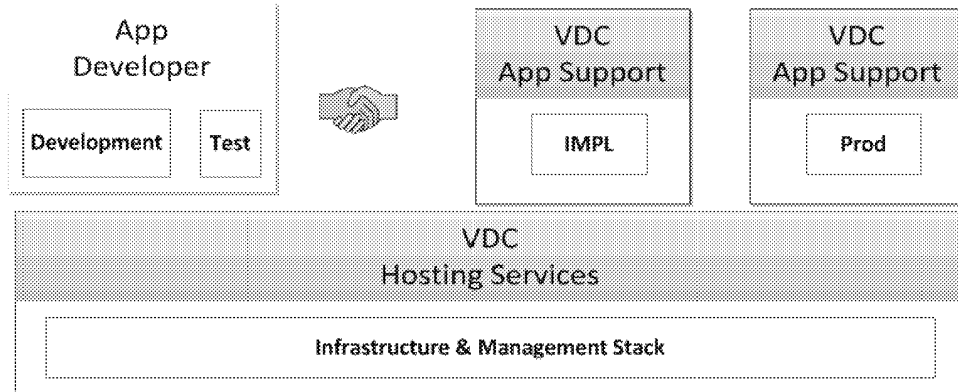 App
Developer
Development
Test
VDC
App Support
IMPL
VDC
App Support
Prod
VDC
Hosting Services
Infrastructure & Management Stack